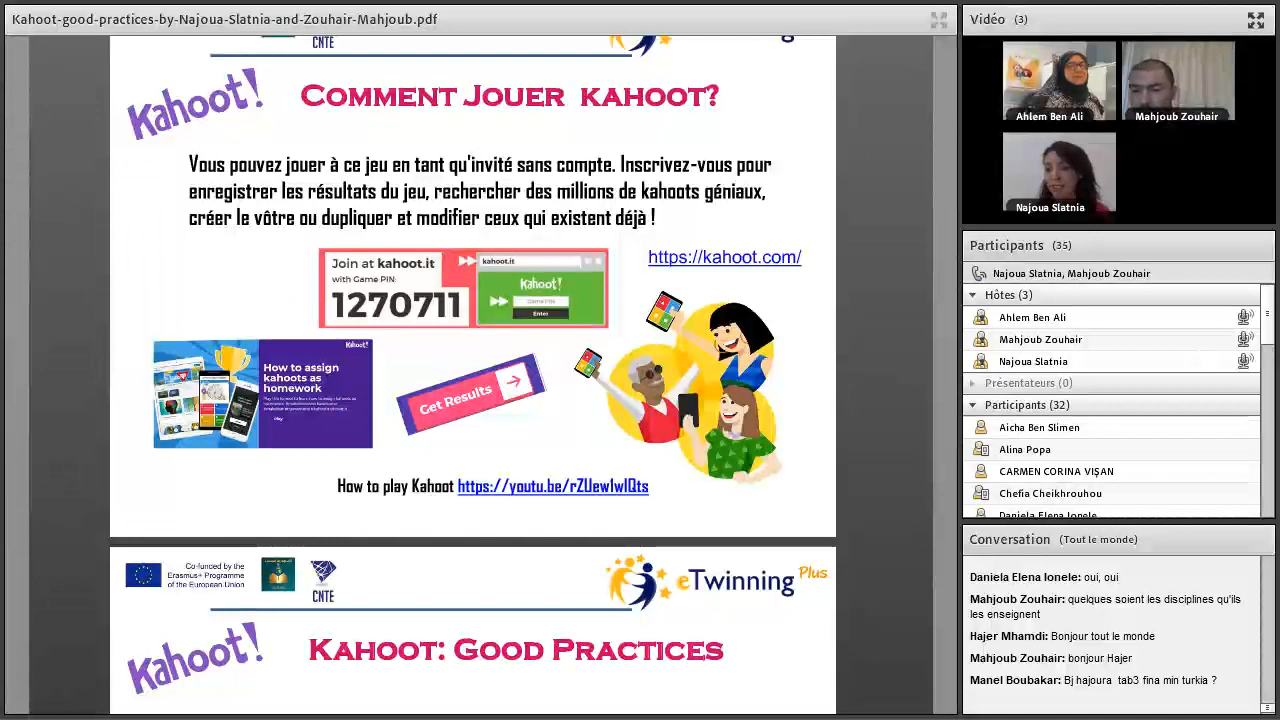 Kahoot-good-practices-by-Najoua-Slatnia-and-Zouhair-Mahjoub.pdf
CNTE
Kahoot!
Comment Jouer kahoot?
Vous pouvez jouer à ce jeu en tant qu'invité sans compte. Inscrivez-vous pour
enregistrer les résultats du jeu, rechercher des millions de kahoots géniaux,
créer le vôtre ou dupliquer et modifier ceux qui existent déjà !
Join at kahoot.it
with Game PIN:
1270711
kahoot.it
Kahoot!
Game PIN
Enter
https://kahoot.com/
Kahoot!
How to assign
kahoots as
homework
Get Results
How to play Kahoot https://youtu.be/rZUewIwIQts
Co-funded by the
Erasmus+ Programme
of the European Union
CNTE
eTwinning Plus
Kahoot!
Kahoot: Good Practices
Vidéo (3)
Ahlem Ben Ali
Mahjoub Zouhair
Najoua Slatnia
Participants (35)
Najoua Slatnia, Mahjoub Zouhair
Hôtes (3)
Ahlem Ben Ali
Mahjoub Zouhair
Najoua Slatnia
Présentateurs (0)
Participants (32)
Aicha Ben Slimen
Alina Popa
CARMEN CORINA VIŞAN
Chefia Cheikhrouhou
Daniela Elena Ionele
Conversation (Tout le monde)
Daniela Elena Ionele: oui, oui
Mahjoub Zouhair: quelques soient les disciplines qu'ils
les enseignent
Hajer Mhamdi: Bonjour tout le monde
Mahjoub Zouhair: bonjour Hajer
Manel Boubakar: Bj hajoura tab3 fina min turkia ?